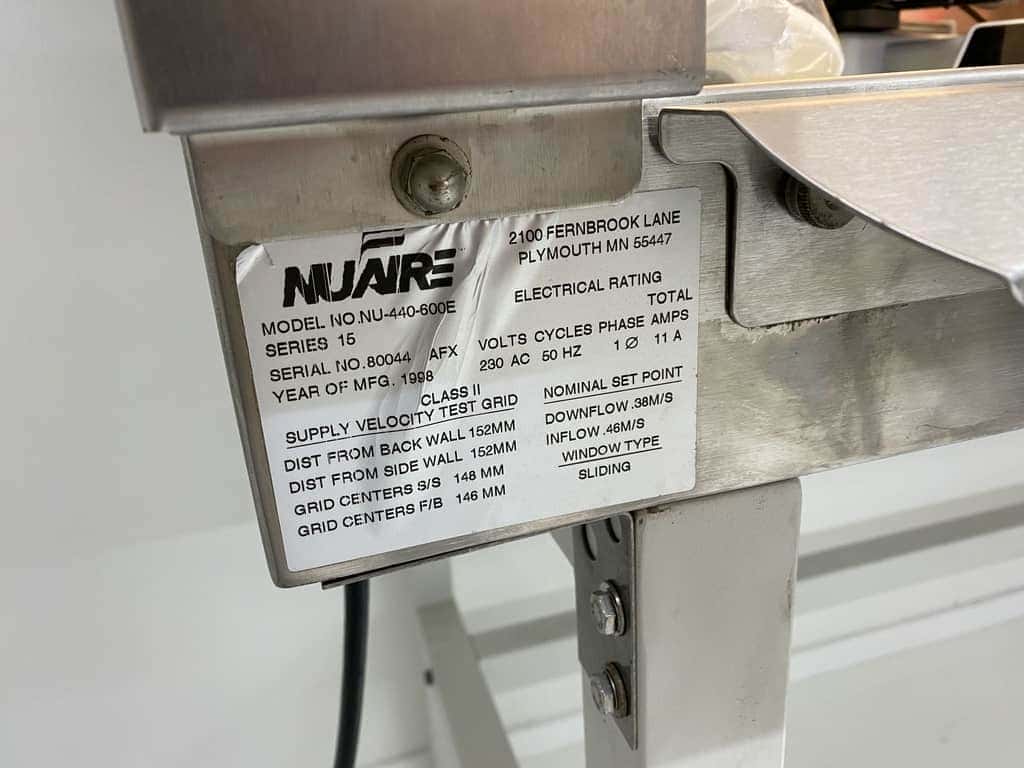 NUAIRE™
2100 FERNBROOK LANE
PLYMOUTH MN 55447
MODEL NO.NU-440-600E
SERIES 15
SERIAL NO.80044 AFX
YEAR OF MFG. 1998
ELECTRICAL RATING
TOTAL
VOLTS CYCLES PHASE AMPS
230 AC 50 HZ 1 Ø 11 A
CLASS II
SUPPLY VELOCITY TEST GRID
DIST FROM BACK WALL 152MM
DIST FROM SIDE WALL 152MM
GRID CENTERS S/S 148 MM
GRID CENTERS F/B 146 MM
NOMINAL SET POINT
DOWNFLOW .38M/S
INFLOW .46M/S
WINDOW TYPE
SLIDING